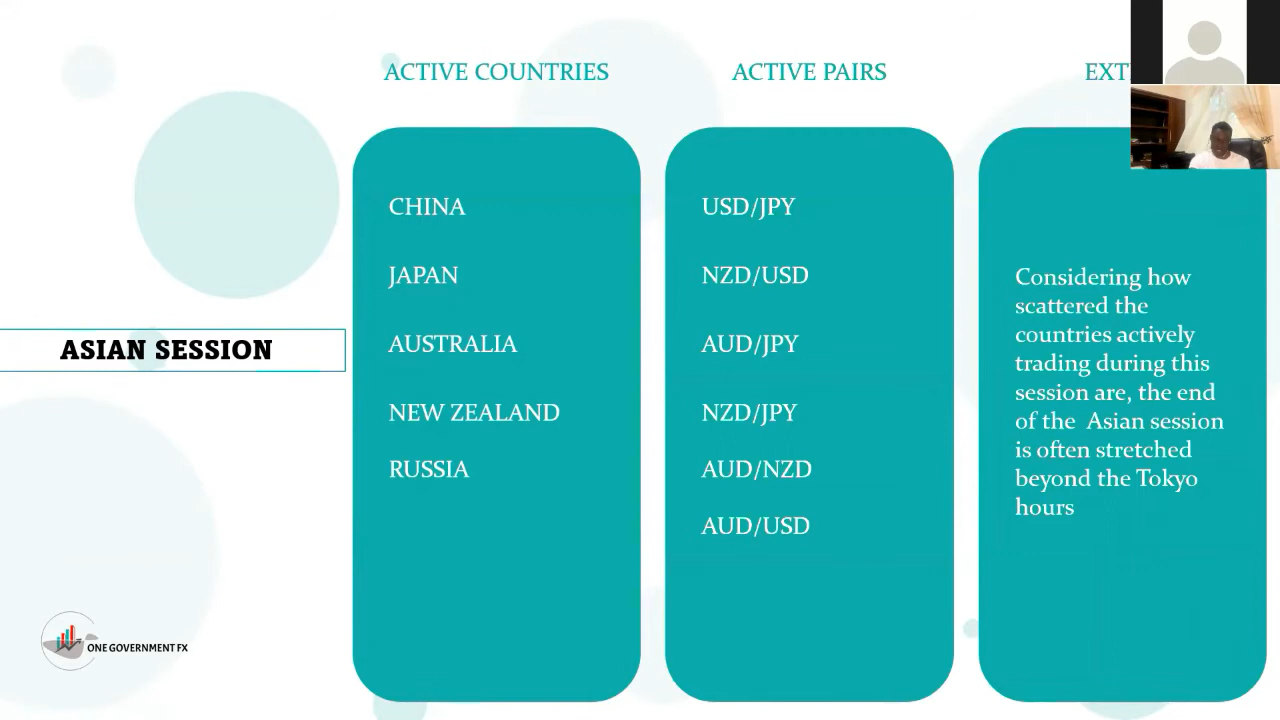 ACTIVE COUNTRIES
ACTIVE PAIRS
EXT
CHINA
JAPAN
AUSTRALIA
NEW ZEALAND
RUSSIA
USD/JPY
NZD/USD
AUD/JPY
NZD/JPY
AUD/NZD
AUD/USD
Considering how
scattered the
countries actively
trading during this
session are, the end
of the Asian session
is often stretched
beyond the Tokyo
hours
ASIAN SESSION
ONE GOVERNMENT FX